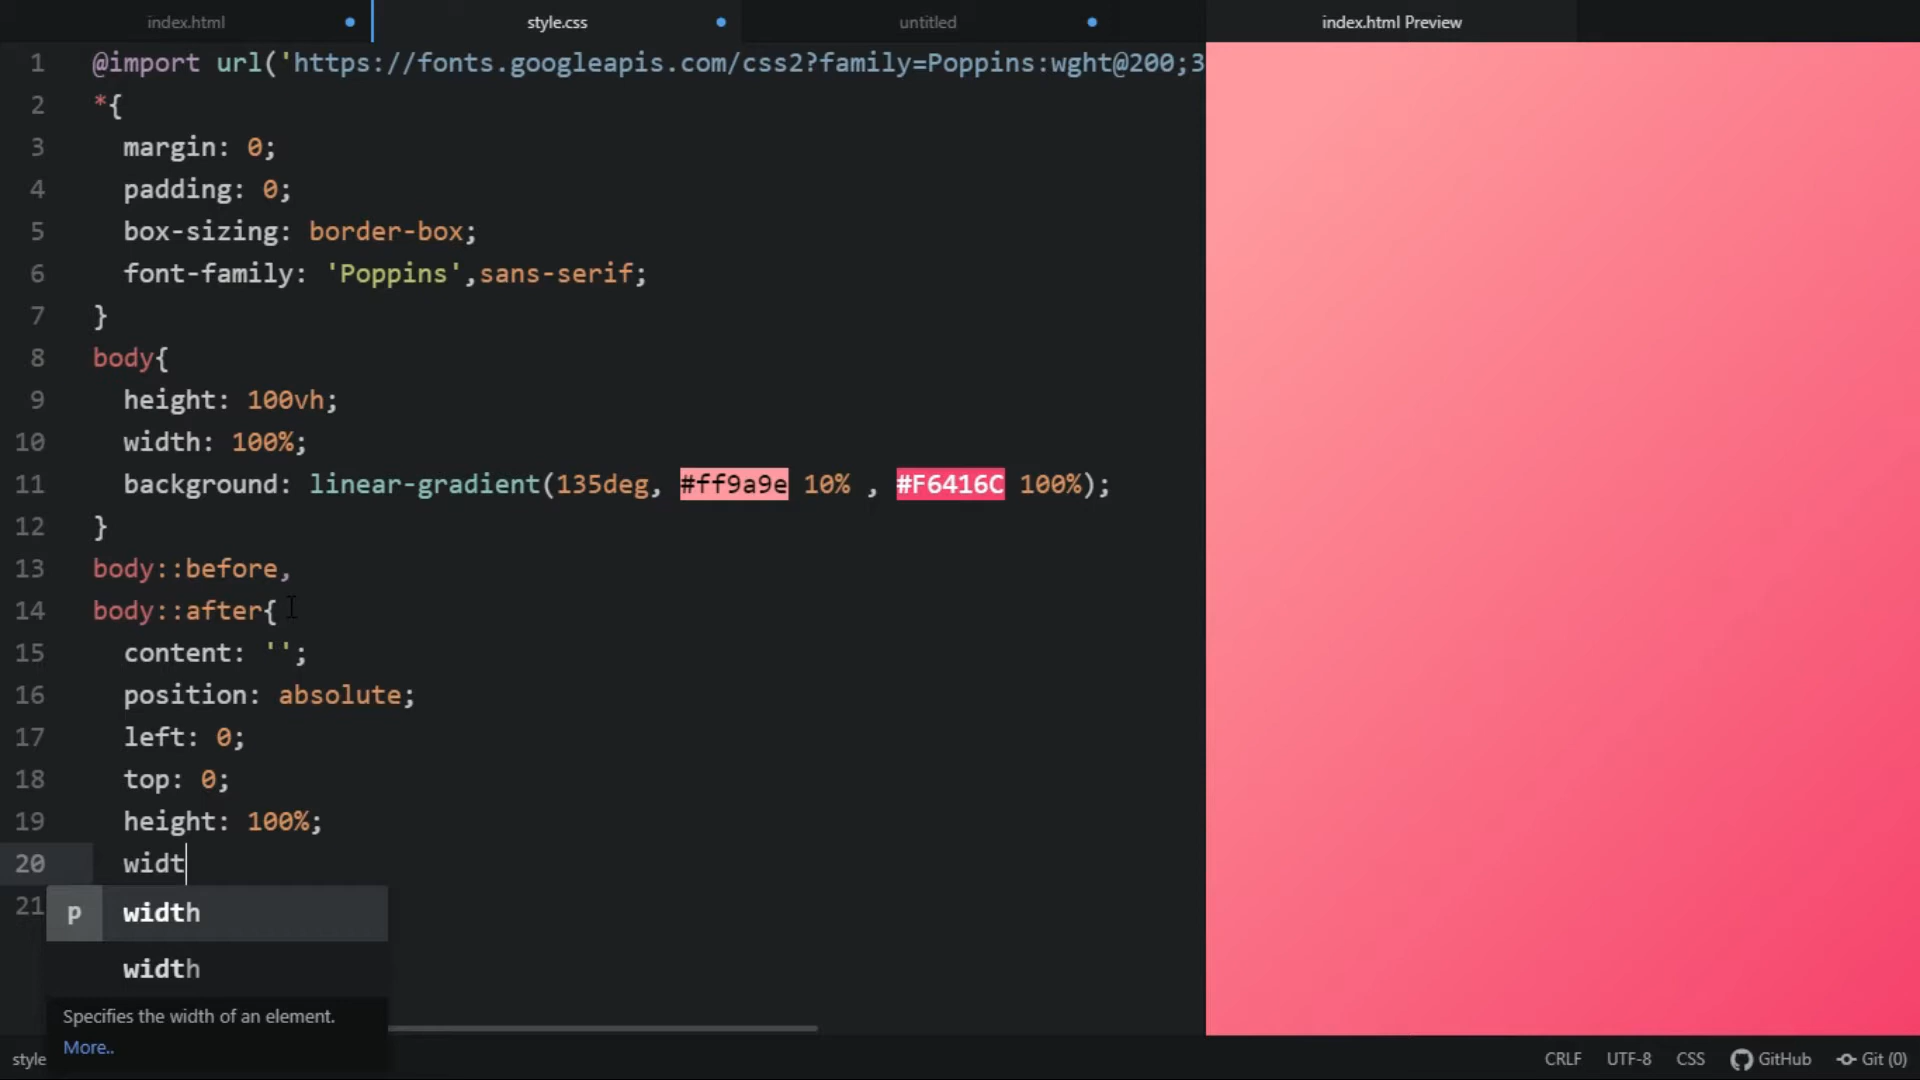 index.html
style.css
untitled
index.html Preview
1 @import url('https://fonts.googleapis.com/css2?family=Poppins:wght@200;3
2 *{
3 margin: 0;
4 padding: 0;
5 box-sizing: border-box;
6 font-family: 'Poppins',sans-serif;
7 }
8 body{
9 height: 100vh;
10 width: 100%;
11 background: linear-gradient(135deg, #ff9a9e 10% , #F6416C 100%);
12 }
13 body::before,
14 body::after{
15 content: '';
16 position: absolute;
17 left: 0;
18 top: 0;
19 height: 100%;
20 widt
21
p width
width
Specifies the width of an element.
More..
style
CRLF
UTF-8
CSS
GitHub
Git (0)